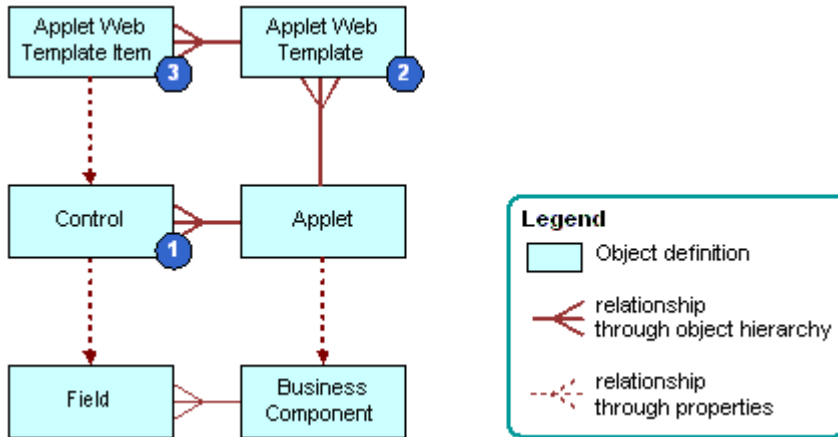 Applet Web
Template Item
3
Applet Web
Template
2
Control
1
Applet
Field
Business
Component
Legend
Object definition
relationship
through object hierarchy
relationship
through properties